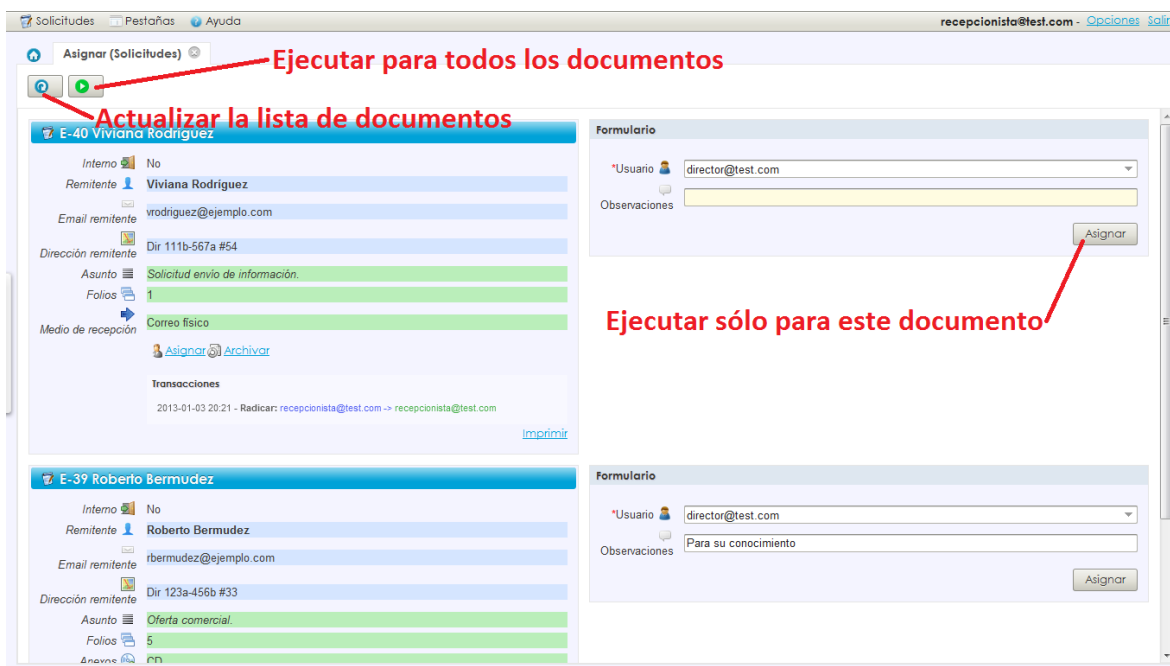 Solicitudes Pestañas Ayuda recepcionista@test.com - Opciones Salir
Asignar (Solicitudes)
Ejecutar para todos los documentos
Actualizar la lista de documentos
E-40 Viviana Rodríguez
Interno No
Remitente Viviana Rodríguez
Email remitente vrodriguez@ejemplo.com
Dirección remitente Dir 111b-567a #54
Asunto Solicitud envío de información.
Folios 1
Medio de recepción Correo físico
Asignar Archivar
Transacciones
2013-01-03 20:21 - Radicar: recepcionista@test.com -> recepcionista@test.com
Imprimir
Formulario
*Usuario director@test.com
Observaciones
Asignar
Ejecutar sólo para este documento
E-39 Roberto Bermudez
Interno No
Remitente Roberto Bermudez
Email remitente rbermudez@ejemplo.com
Dirección remitente Dir 123a-456b #33
Asunto Oferta comercial.
Folios 5
Anexos CD
Formulario
*Usuario director@test.com
Observaciones Para su conocimiento
Asignar